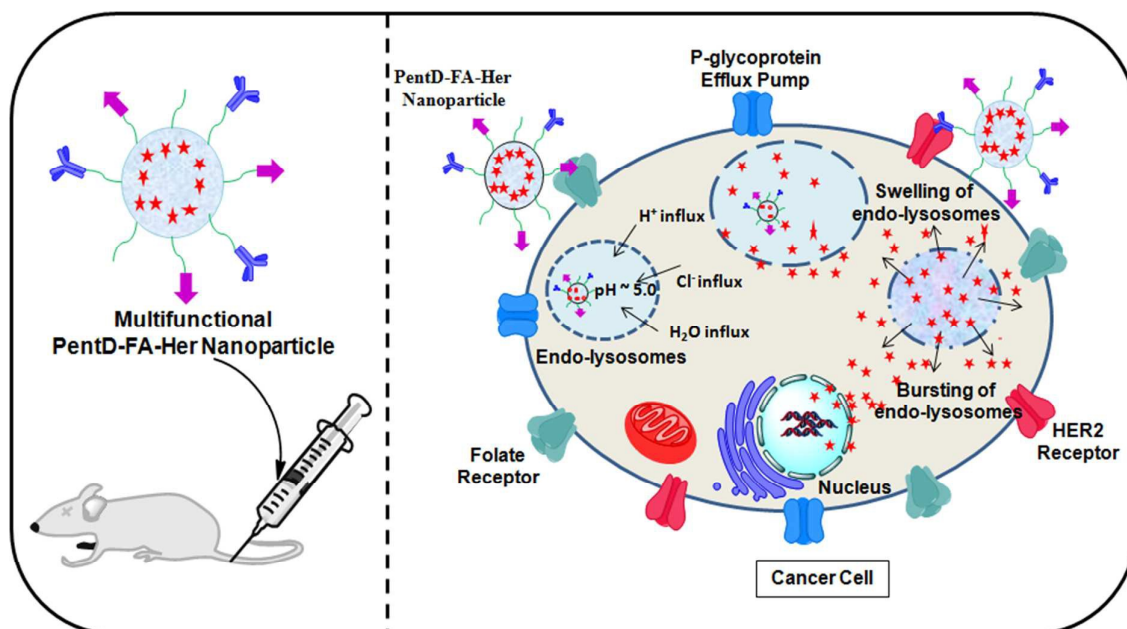 Multifunctional
PentD-FA-Her Nanoparticle
PentD-FA-Her
Nanoparticle
P-glycoprotein
Efflux Pump
H⁺ influx
Cl⁻ influx
pH ~ 5.0
H₂O influx
Endo-lysosomes
Swelling of
endo-lysosomes
Bursting of
endo-lysosomes
Folate
Receptor
HER2
Receptor
Nucleus
Cancer Cell